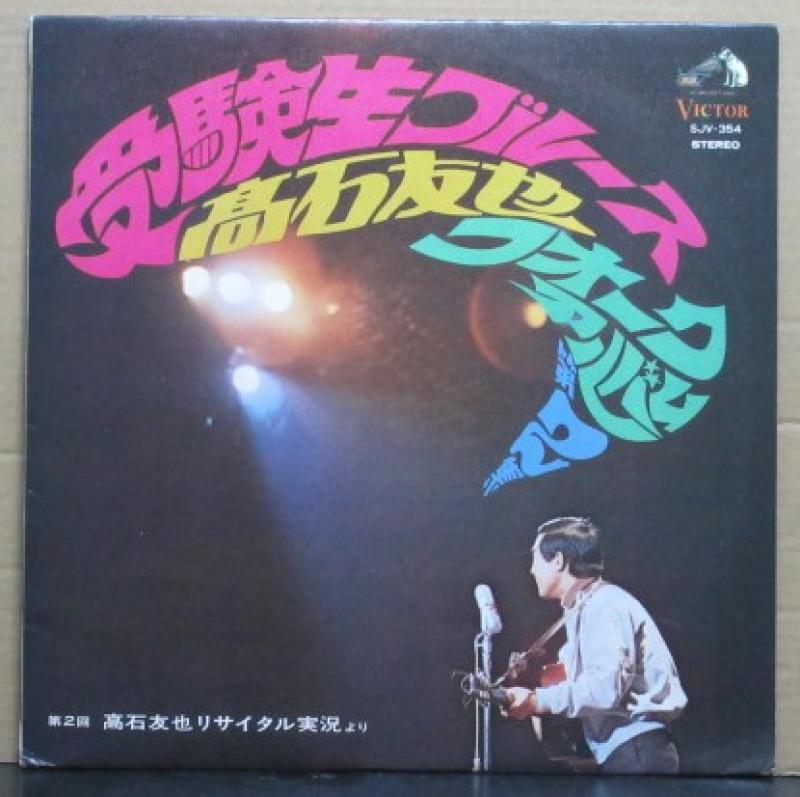 受験生ブルース
高石友也
フォーク
アルバム
第2集
VICTOR
SJV-354
STEREO
第2回 高石友也リサイタル実況より